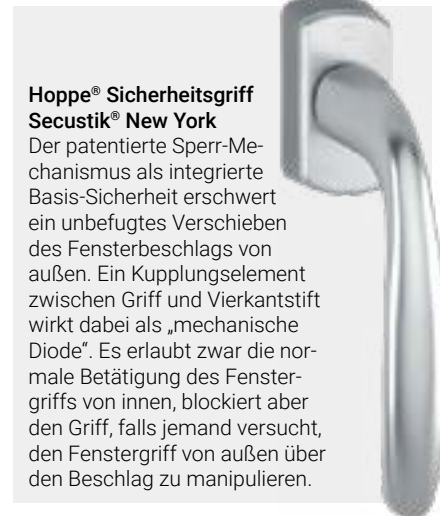 Hoppe® Sicherheitsgriff
Secustik® New York
Der patentierte Sperr-Me-
chanismus als integrierte
Basis-Sicherheit erschwert
ein unbefugtes Verschieben
des Fensterbeschlags von
außen. Ein Kupplungselement
zwischen Griff und Vierkantstift
wirkt dabei als „mechanische
Diode“. Es erlaubt zwar die nor-
male Betätigung des Fenster-
griffs von innen, blockiert aber
den Griff, falls jemand versucht,
den Fenstergriff von außen über
den Beschlag zu manipulieren.